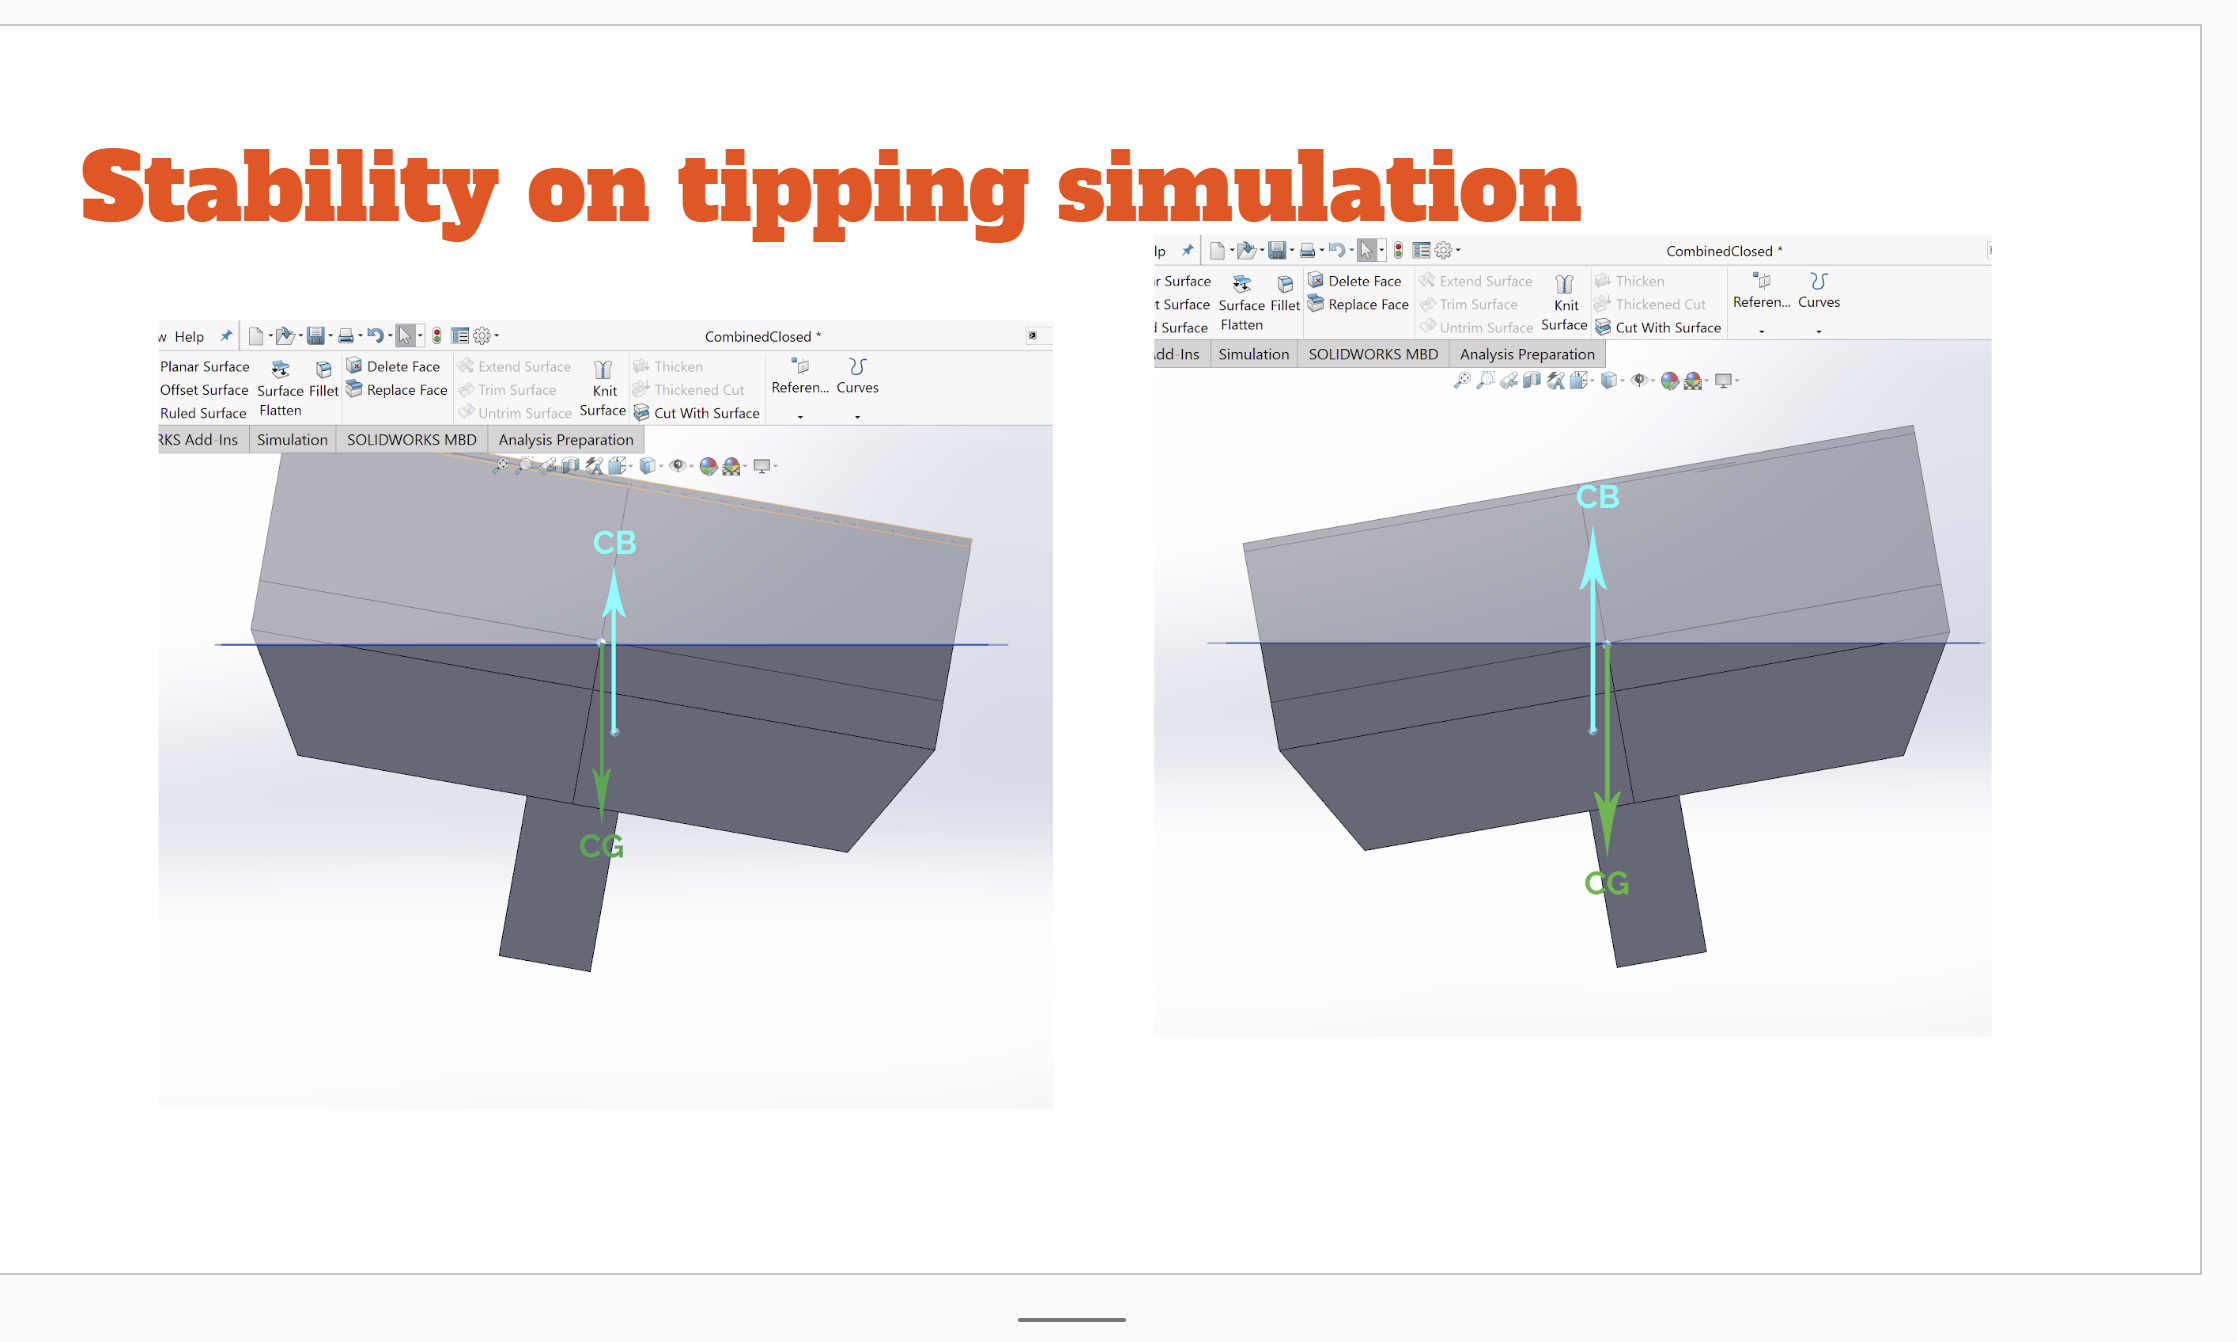 Stability on tipping simulation
w Help
CombinedClosed *
Planar Surface
Offset Surface
Ruled Surface
Surface
Flatten
Fillet
Delete Face
Replace Face
Extend Surface
Trim Surface
Untrim Surface
Knit
Surface
Thicken
Thickened Cut
Cut With Surface
Referen...
Curves
RKS Add-Ins
Simulation
SOLIDWORKS MBD
Analysis Preparation
CB
CG
lp
CombinedClosed *
r Surface
t Surface
d Surface
Surface
Flatten
Fillet
Delete Face
Replace Face
Extend Surface
Trim Surface
Untrim Surface
Knit
Surface
Thicken
Thickened Cut
Cut With Surface
Referen...
Curves
Add-Ins
Simulation
SOLIDWORKS MBD
Analysis Preparation
CB
CG